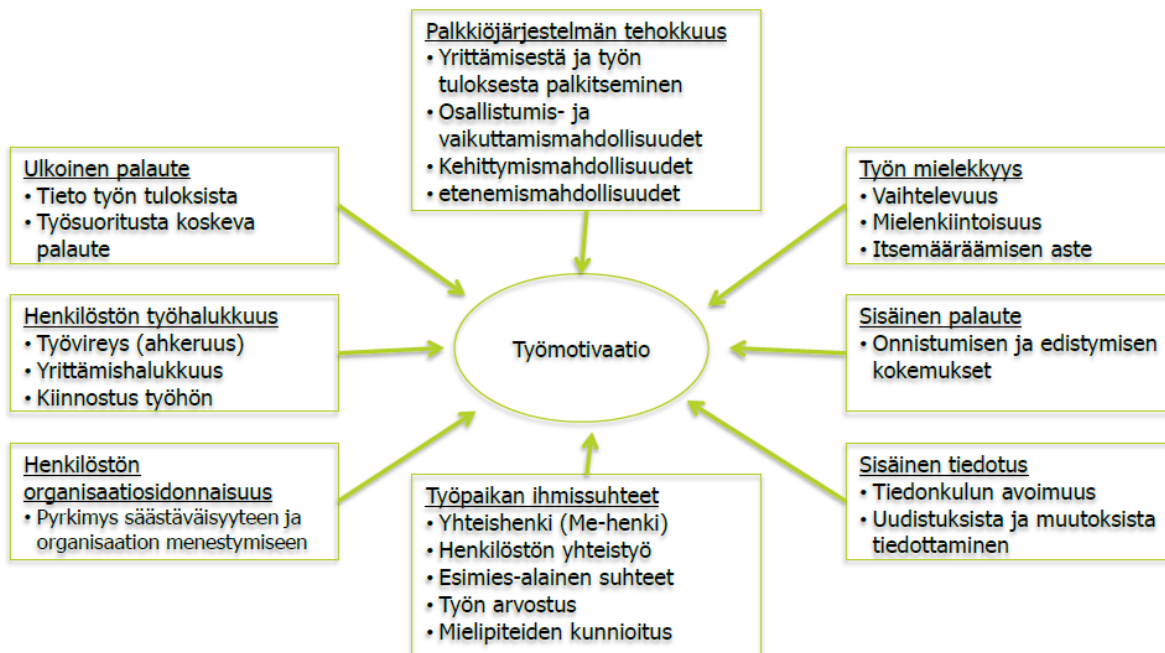 Palkkiöjärjestelmän tehokkuus
• Yrittämisestä ja työn
tuloksesta palkitseminen
• Osallistumis- ja
vaikuttamismahdollisuudet
• Kehittymismahdollisuudet
• etenemismahdollisuudet
Ulkoinen palaute
• Tieto työn tuloksista
• Työsuoritusta koskeva
palaute
Työn mielekkyys
• Vaihtelevuus
• Mielenkiintoisuus
• Itsemääräämisen aste
Henkilöstön työhalukkuus
• Työvireys (ahkeruus)
• Yrittämishalukkuus
• Kiinnostus työhön
Työmotivaatio
Sisäinen palaute
• Onnistumisen ja edistymisen
kokemukset
Henkilöstön
organisaatiosidonnaisuus
• Pyrkimys säästäväisyyteen ja
organisaation menestymiseen
Työpaikan ihmissuhteet
• Yhteishenki (Me-henki)
• Henkilöstön yhteistyö
• Esimies-alainen suhteet
• Työn arvostus
• Mielipiteiden kunnioitus
Sisäinen tiedotus
• Tiedonkulun avoimuus
• Uudistuksista ja muutoksista
tiedottaminen